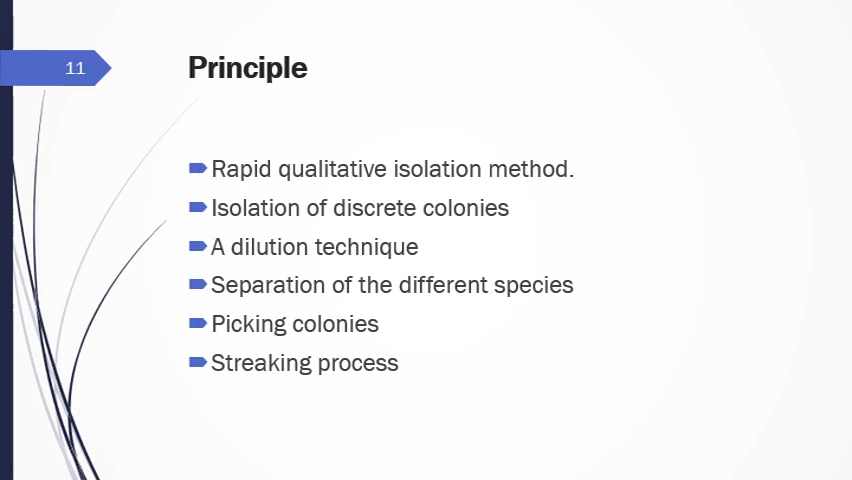 11
Principle
Rapid qualitative isolation method.
Isolation of discrete colonies
A dilution technique
Separation of the different species
Picking colonies
Streaking process